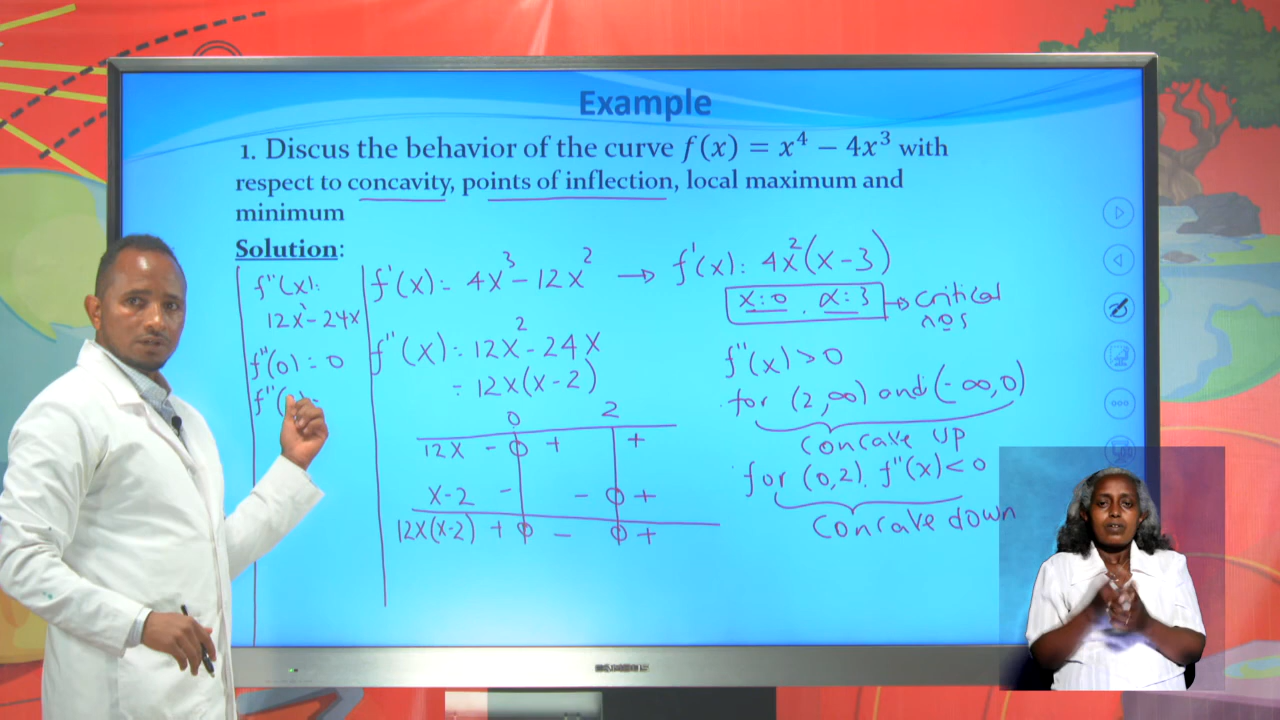 Example
1. Discus the behavior of the curve f(x) = x⁴ − 4x³ with
respect to concavity, points of inflection, local maximum and
minimum
Solution:
f''(x):
12x² - 24x
f''(0) = 0
f''(
f'(x): 4x³ - 12x² → f'(x): 4x²(x-3)
x:0, x:3 → critical
nos
f''(x): 12x² - 24x
= 12x(x-2)
0 2
12x - 0 + +
x-2 - - 0 +
12x(x-2) + 0 - 0 +
f''(x) > 0
for (2,∞) and (-∞,0)
Concave up
for (0,2), f''(x) < 0
Concave down